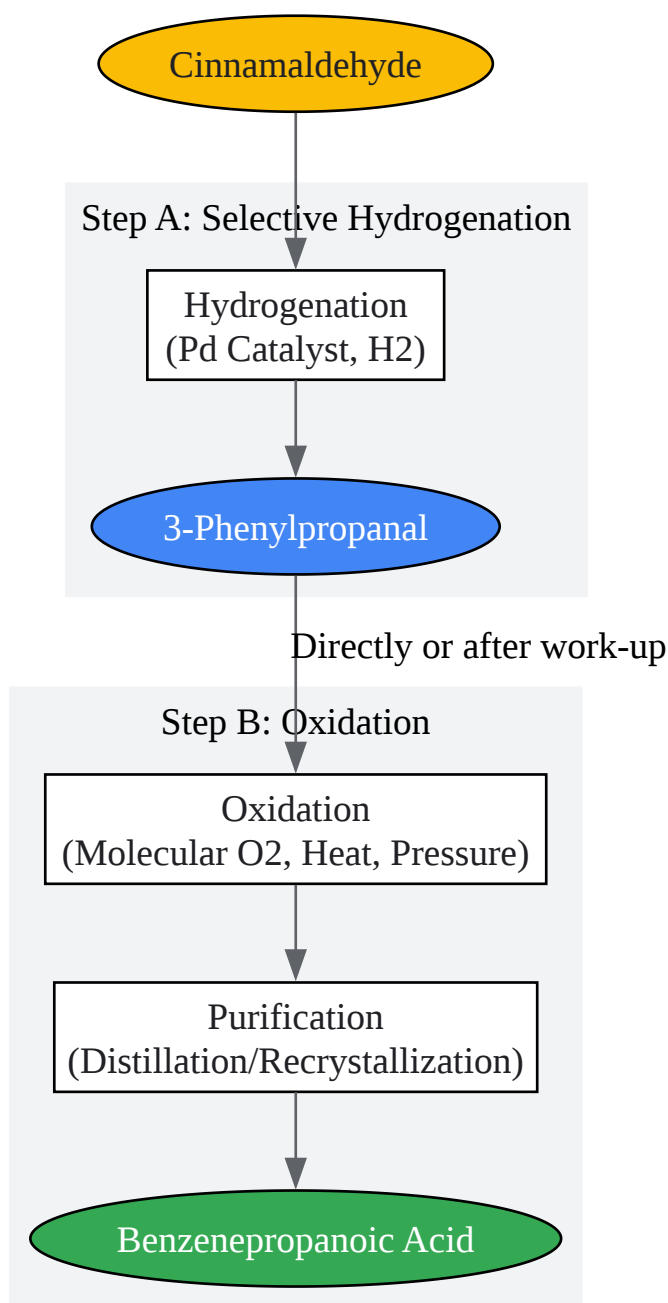 Cinnamaldehyde
Step A: Selective Hydrogenation
Hydrogenation
(Pd Catalyst, H2)
3-Phenylpropanal
Directly or after work-up
Step B: Oxidation
Oxidation
(Molecular O2, Heat, Pressure)
Purification
(Distillation/Recrystallization)
Benzenepropanoic Acid